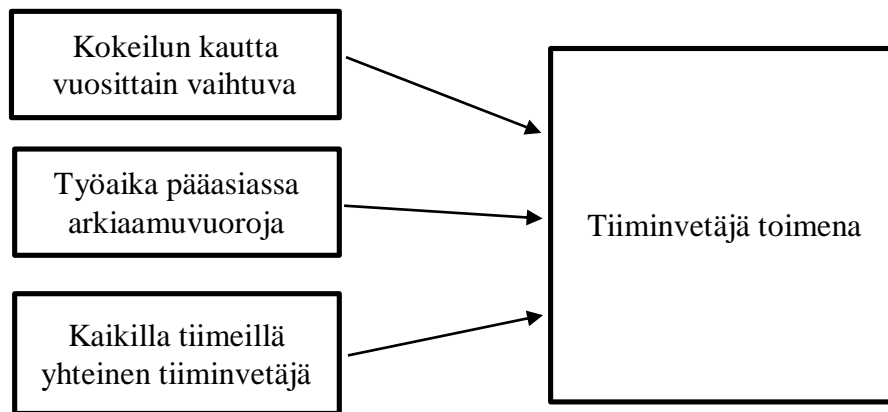 Kokeilun kautta
vuosittain vaihtuva
Työaika pääasiassa
arkiaamuvuoroja
Kaikilla tiimeillä
yhteinen tiiminvetäjä
Tiiminvetäjä toimena